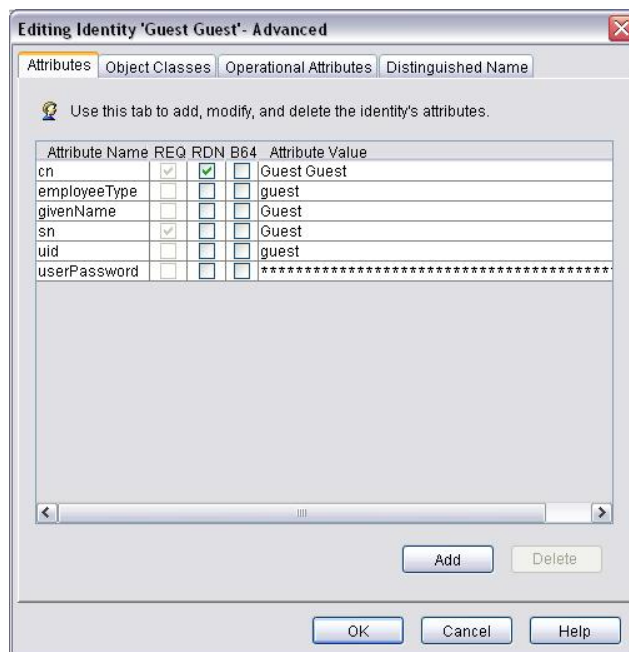 Editing Identity 'Guest Guest'- Advanced
Attributes Object Classes Operational Attributes Distinguished Name
Use this tab to add, modify, and delete the identity's attributes.
Attribute Name REQ RDN B64 Attribute Value
cn Guest Guest
employeeType guest
givenName Guest
sn Guest
uid guest
userPassword ********************************************
Add Delete
OK Cancel Help